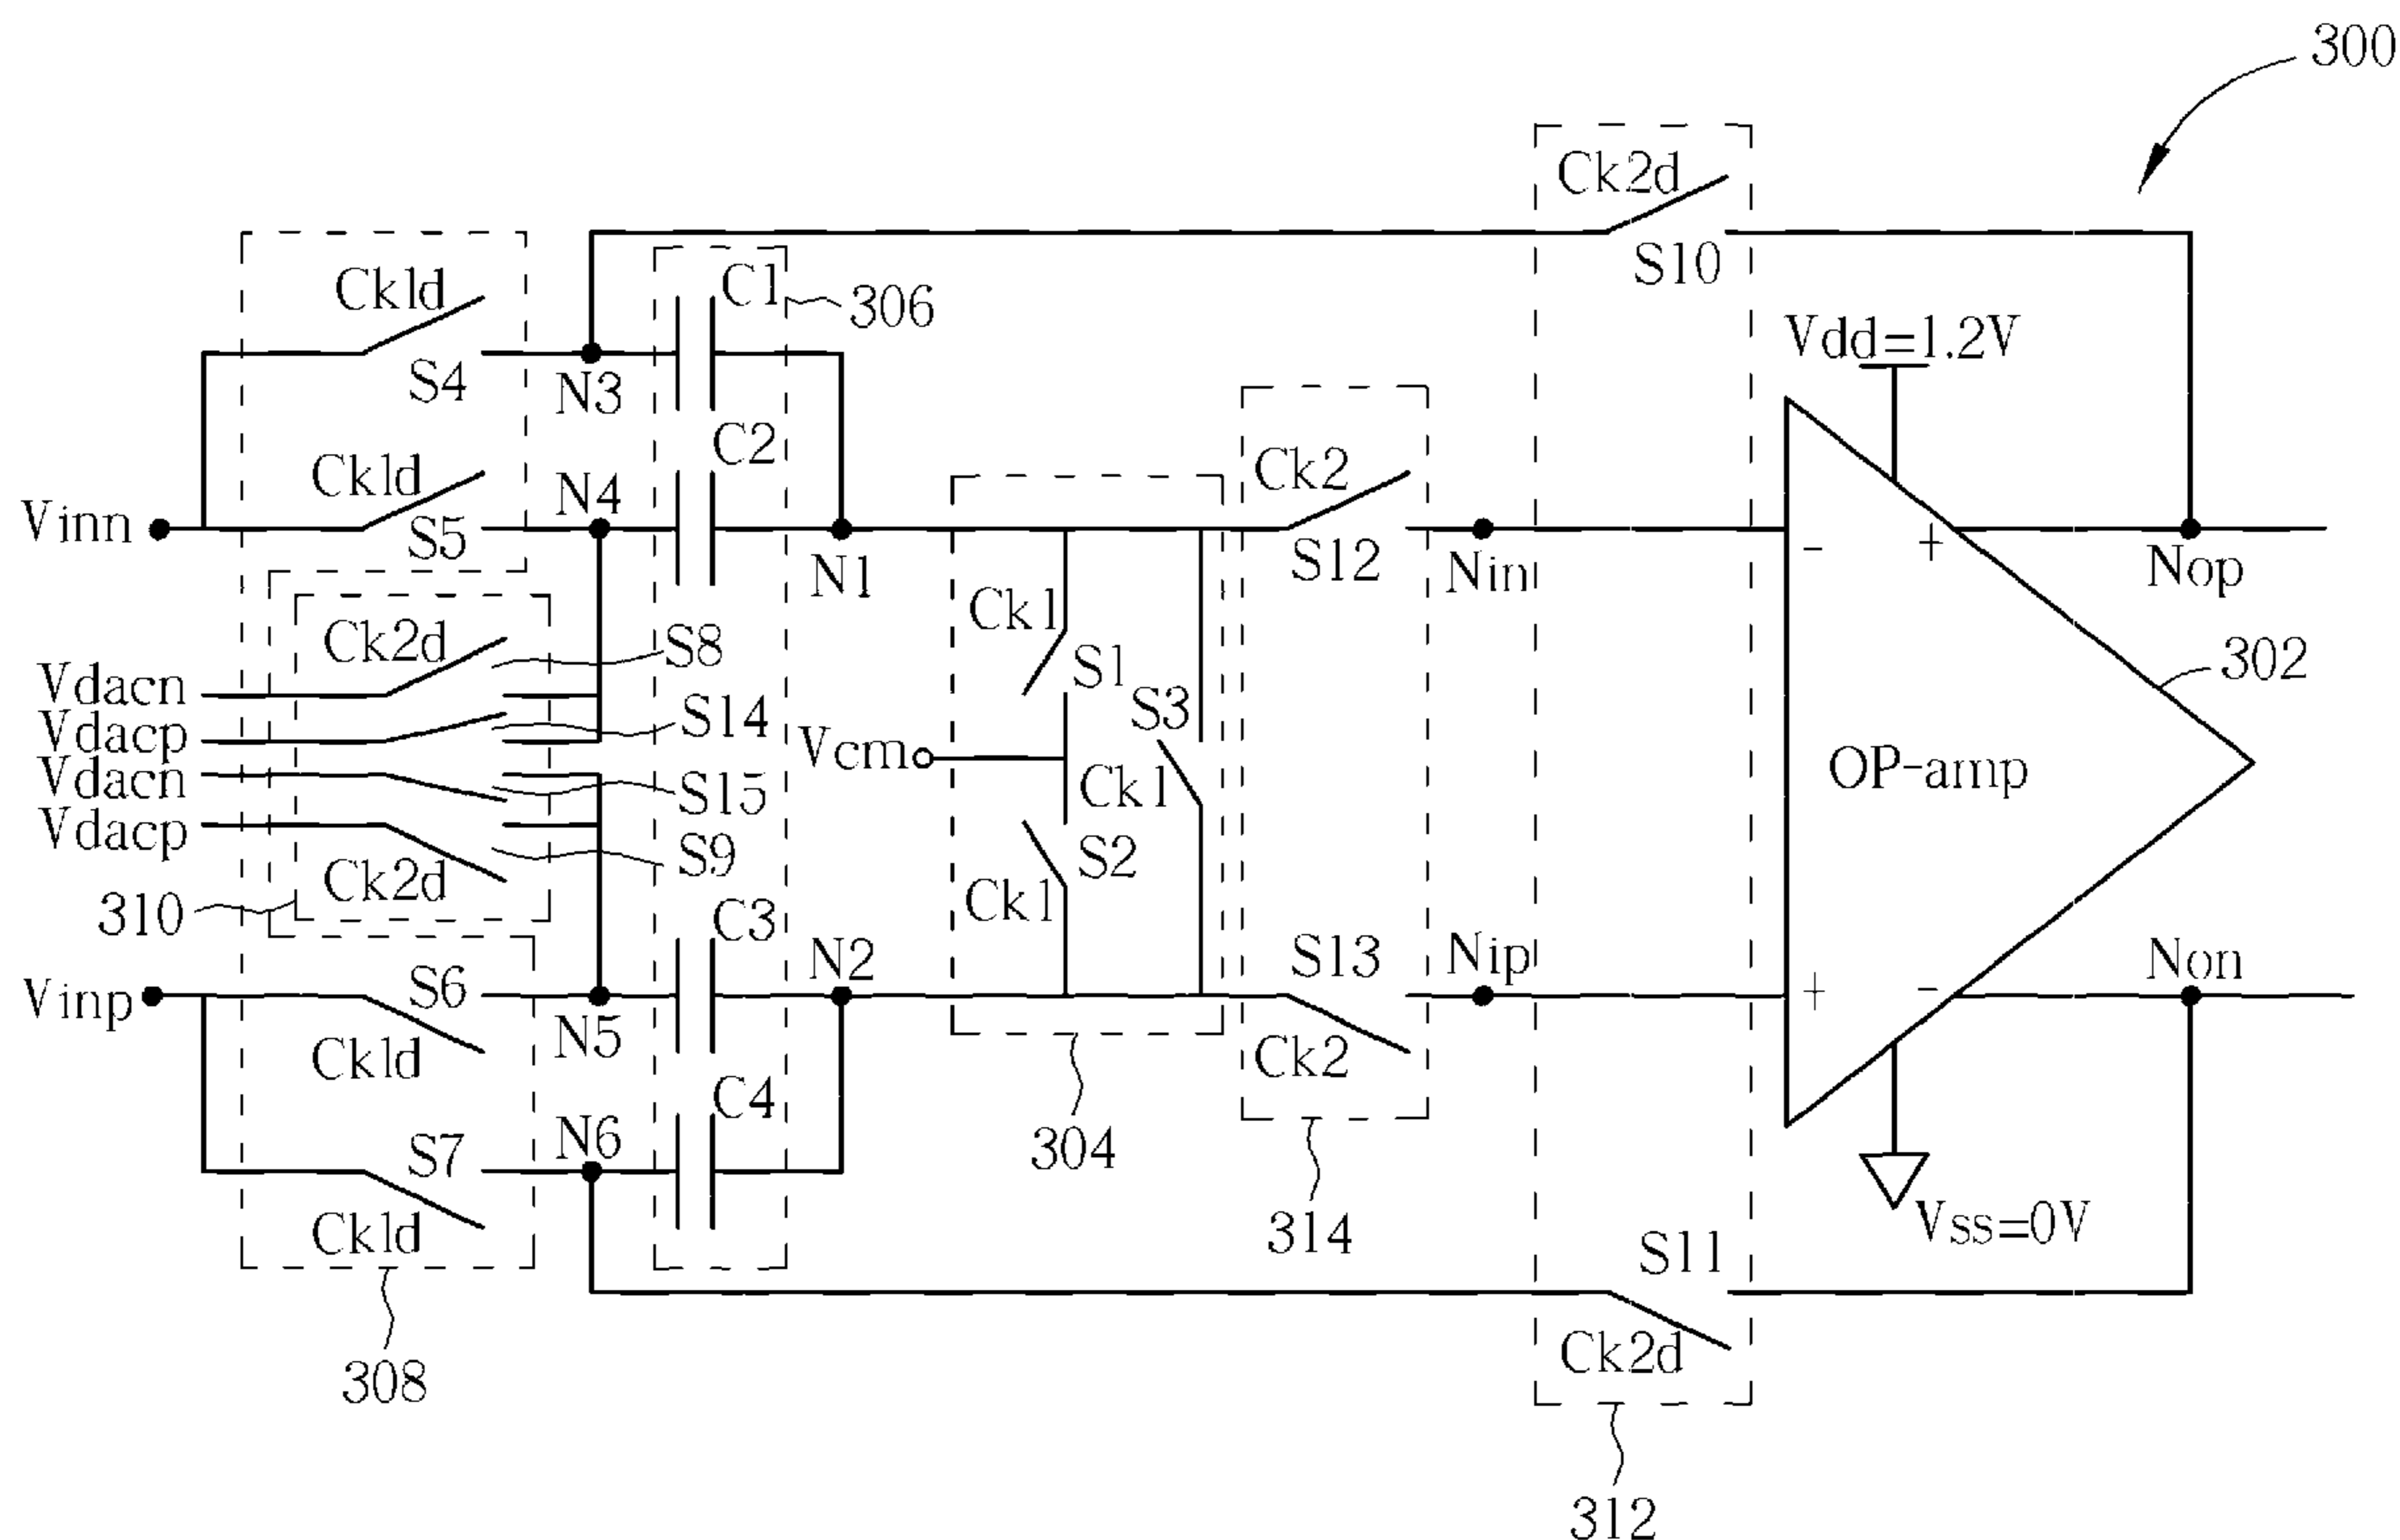 300
Ck2d
S10
Ck1d
C1
306
S4
N3
Vdd=1.2V
C2
Ck1d
N4
Ck2
Vinn
S5
N1
S12
Nin
-
+
Nop
Ck2d
S8
Ck1
S1
302
Vdacn
S14
S3
Vdacp
Vcm
Vdacn
S15
Ck1
OP-amp
Vdacp
S9
S2
Ck2d
Ck1
310
C3
N2
S13
Nip
Non
Vinp
S6
N5
+
-
Ck1d
Ck2
C4
S7
N6
304
314
Vss=0V
Ck1d
S11
308
Ck2d
312